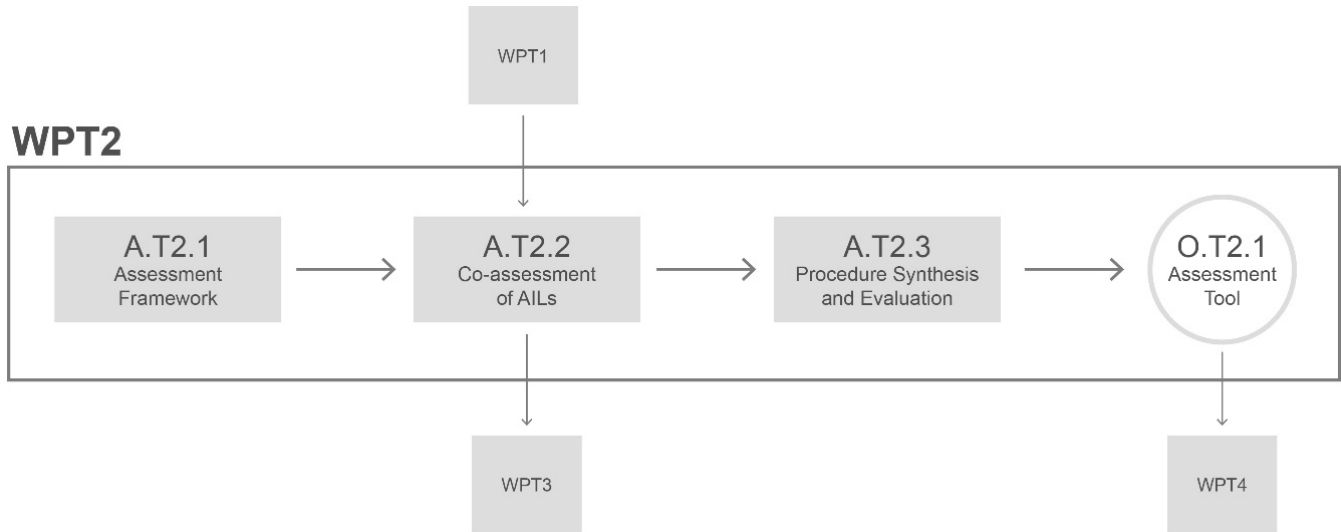 WPT1
WPT2
A.T2.1
Assessment
Framework
A.T2.2
Co-assessment
of AILs
A.T2.3
Procedure Synthesis
and Evaluation
O.T2.1
Assessment
Tool
WPT3
WPT4